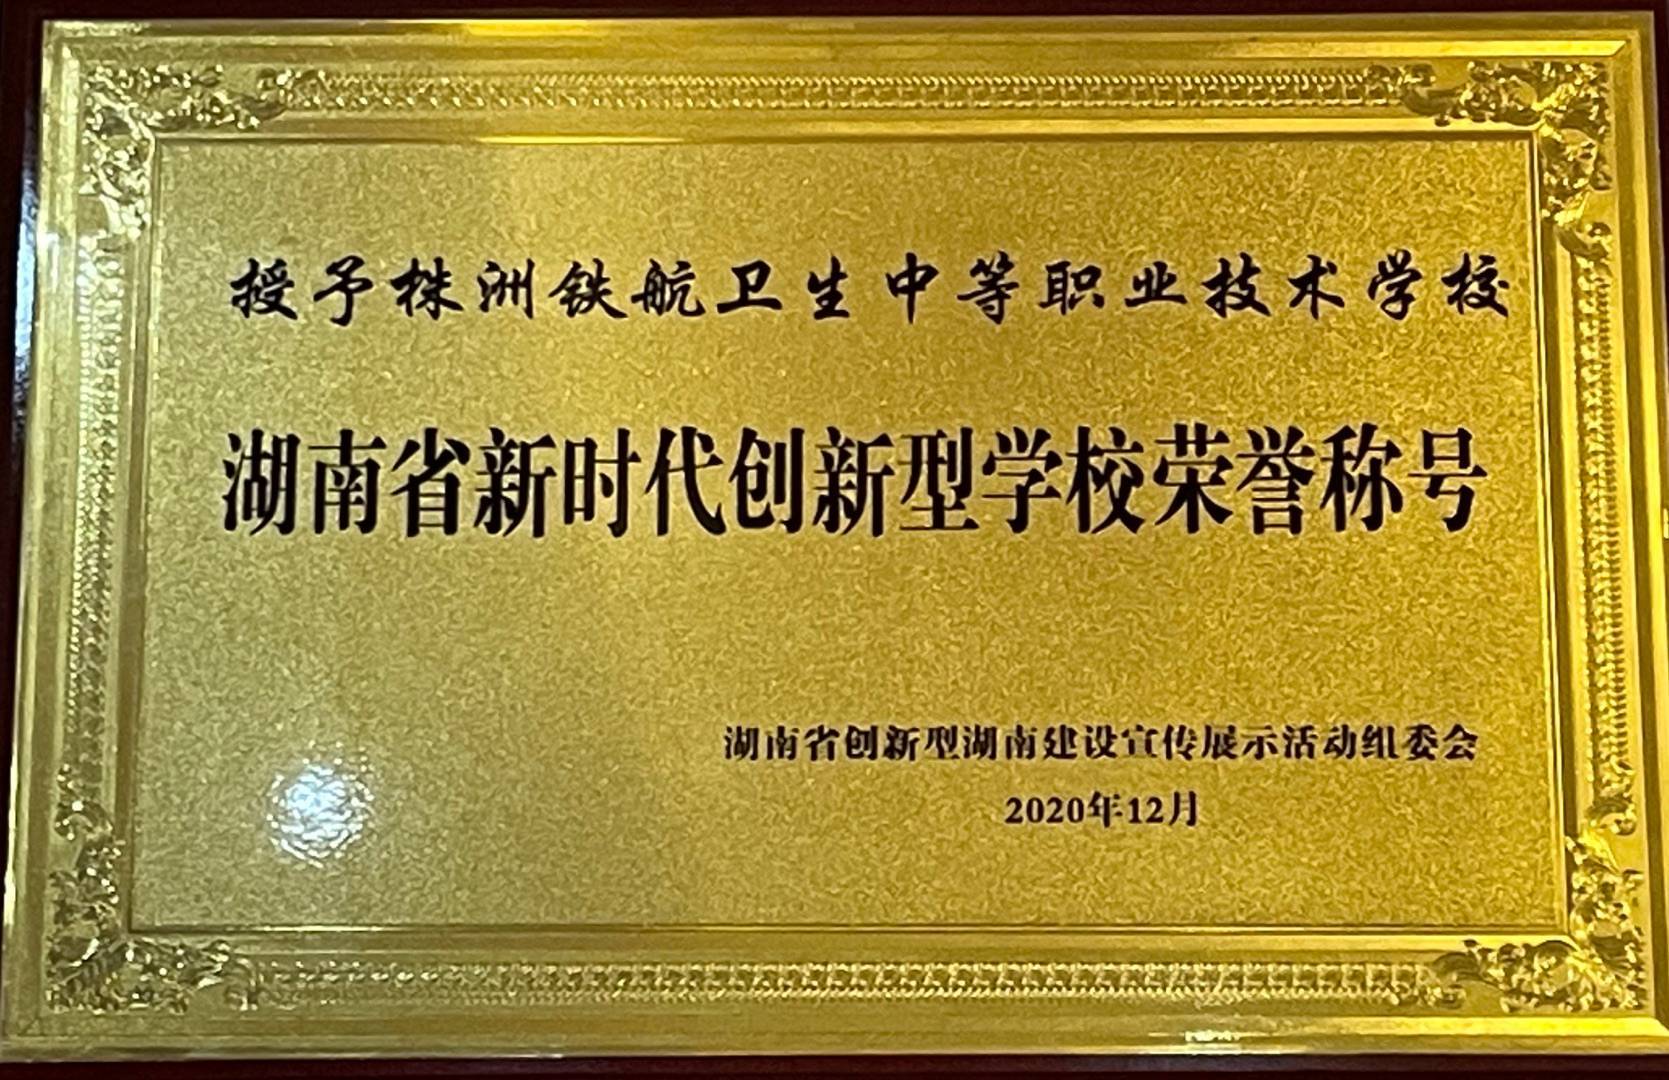 授予株洲铁航卫生中等职业技术学校
湖南省新时代创新型学校荣誉称号
湖南省创新型湖南建设宣传展示活动组委会
2020年12月